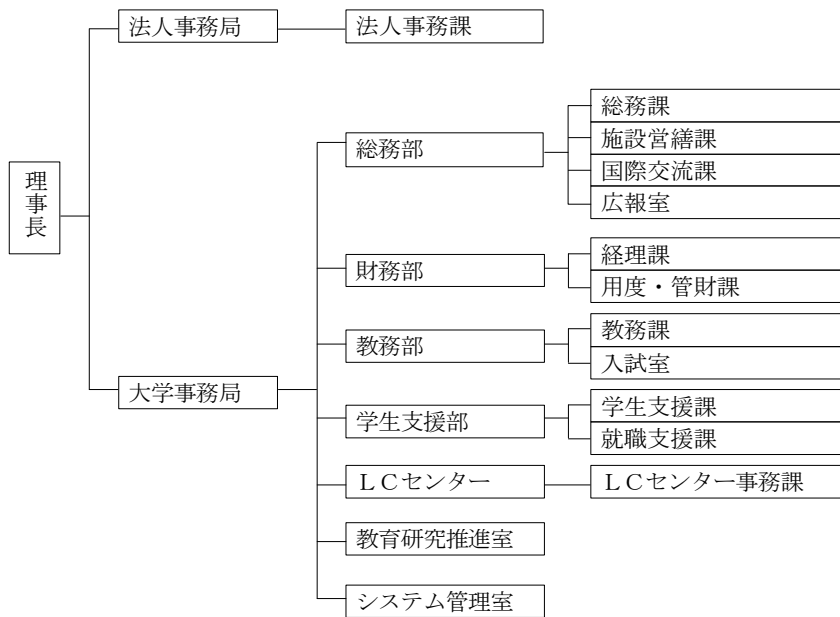 法人事務局
法人事務課
総務課
施設営繕課
国際交流課
広報室
総務部
理事長
経理課
用度・管財課
財務部
教務課
入試室
教務部
大学事務局
学生支援課
就職支援課
学生支援部
ＬＣセンター
ＬＣセンター事務課
教育研究推進室
システム管理室